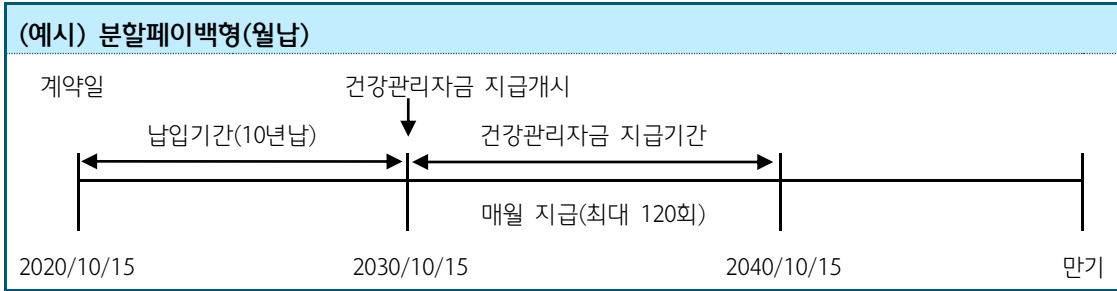 (예시) 분할페이백형(월납)
계약일 건강관리자금 지급개시
납입기간(10년납) 건강관리자금 지급기간
매월 지급(최대 120회)
2020/10/15 2030/10/15 2040/10/15 만기